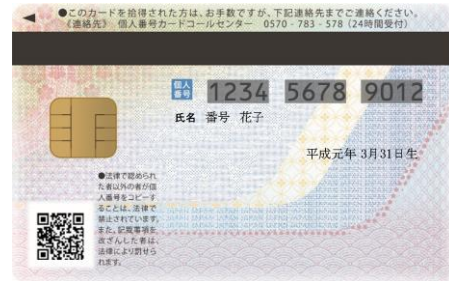 ●このカードを拾得された方は、お手数ですが、下記連絡先までご連絡ください。
《連絡先》 個人番号カードコールセンター 0570-783-578 (24時間受付)
個人番号 1234 5678 9012
氏名 番号 花子
平成元年 3月31日生
●法律で認められ
た者以外の者が個
人番号をコピーす
ることは、法律で
禁止されています。
また、記載事項を
改ざんした者は、
法律により罰せら
れます。